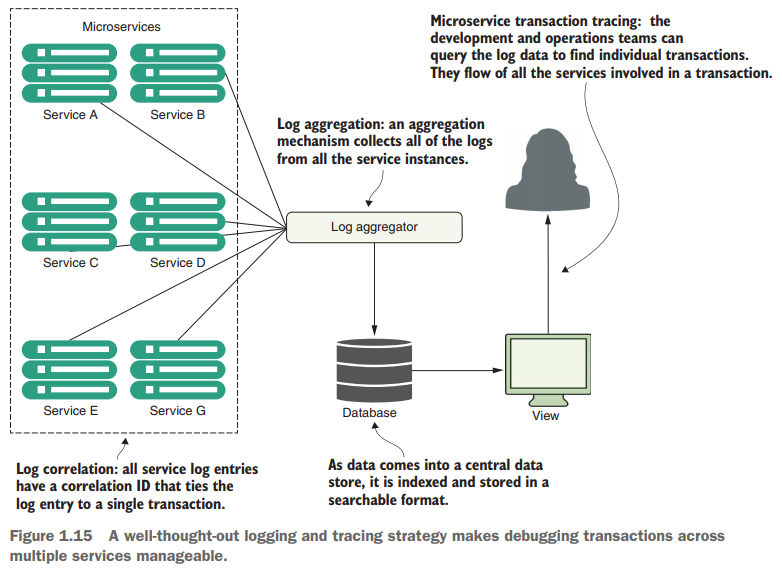 Microservices
Service A
Service B
Service C
Service D
Service E
Service G
Log correlation: all service log entries
have a correlation ID that ties the
log entry to a single transaction.
Log aggregation: an aggregation
mechanism collects all of the logs
from all the service instances.
Log aggregator
Database
As data comes into a central data
store, it is indexed and stored in a
searchable format.
Microservice transaction tracing: the
development and operations teams can
query the log data to find individual transactions.
They flow of all the services involved in a transaction.
View
Figure 1.15 A well-thought-out logging and tracing strategy makes debugging transactions across
multiple services manageable.